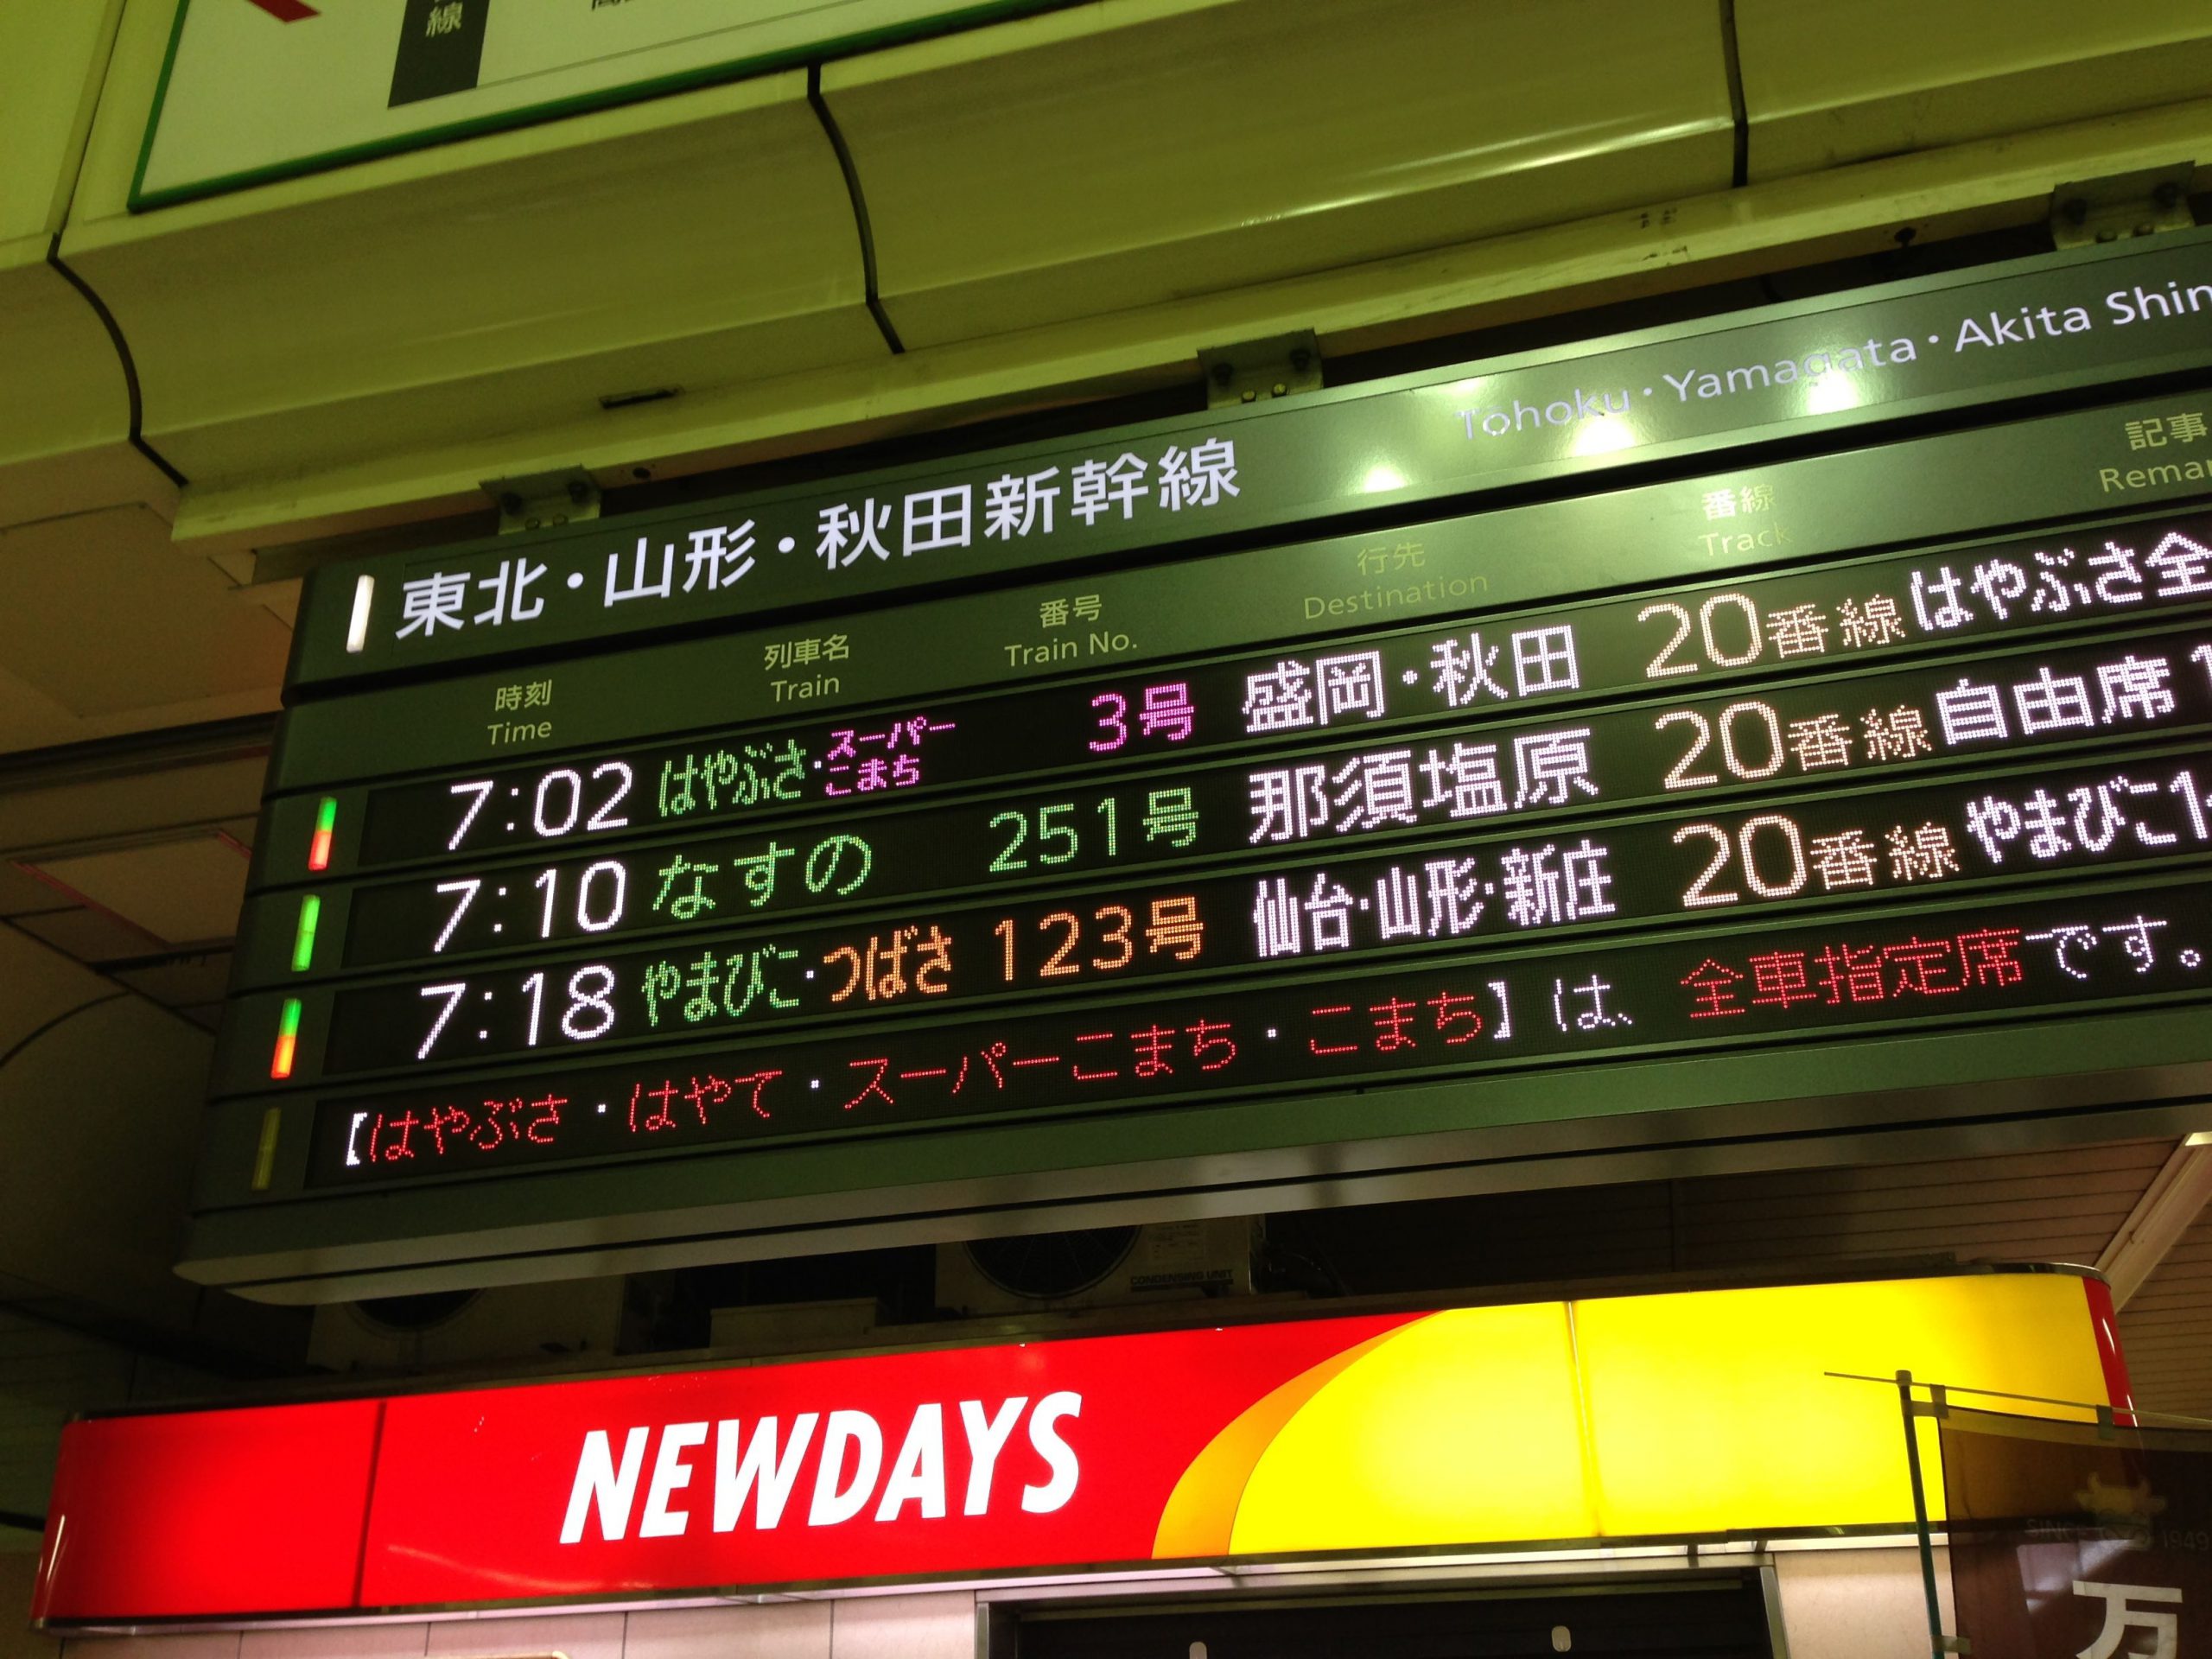 線
東北・山形・秋田新幹線 Tohoku・Yamagata・Akita Shin
時刻 列車名 番号 行先 番線 記事
Time Train Train No. Destination Track Remar
7:02 はやぶさ・スーパーこまち 3号 盛岡・秋田 20番線 はやぶさ全
7:10 なすの 251号 那須塩原 20番線 自由席1
7:18 やまびこ・つばさ 123号 仙台・山形・新庄 20番線 やまびこ1
【はやぶさ・はやて・スーパーこまち・こまち】は、全車指定席です。
CONDENSING UNIT
NEWDAYS
SINCE 1949
万